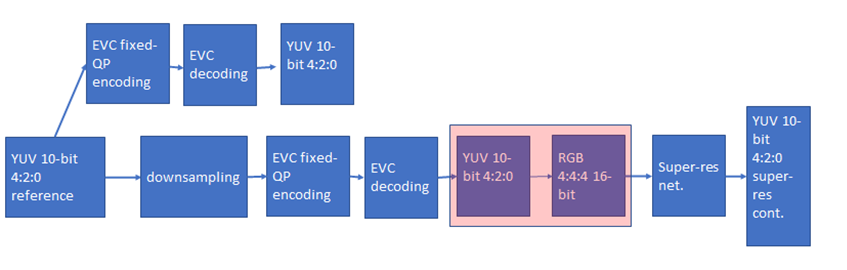 EVC fixed-
QP
encoding
EVC
decoding
YUV 10-
bit 4:2:0
YUV 10-bit
4:2:0
reference
downsampling
EVC fixed-
QP
encoding
EVC
decoding
YUV 10-
bit 4:2:0
RGB
4:4:4 16-
bit
Super-res
net.
YUV 10-
bit
4:2:0
super-
res
cont.